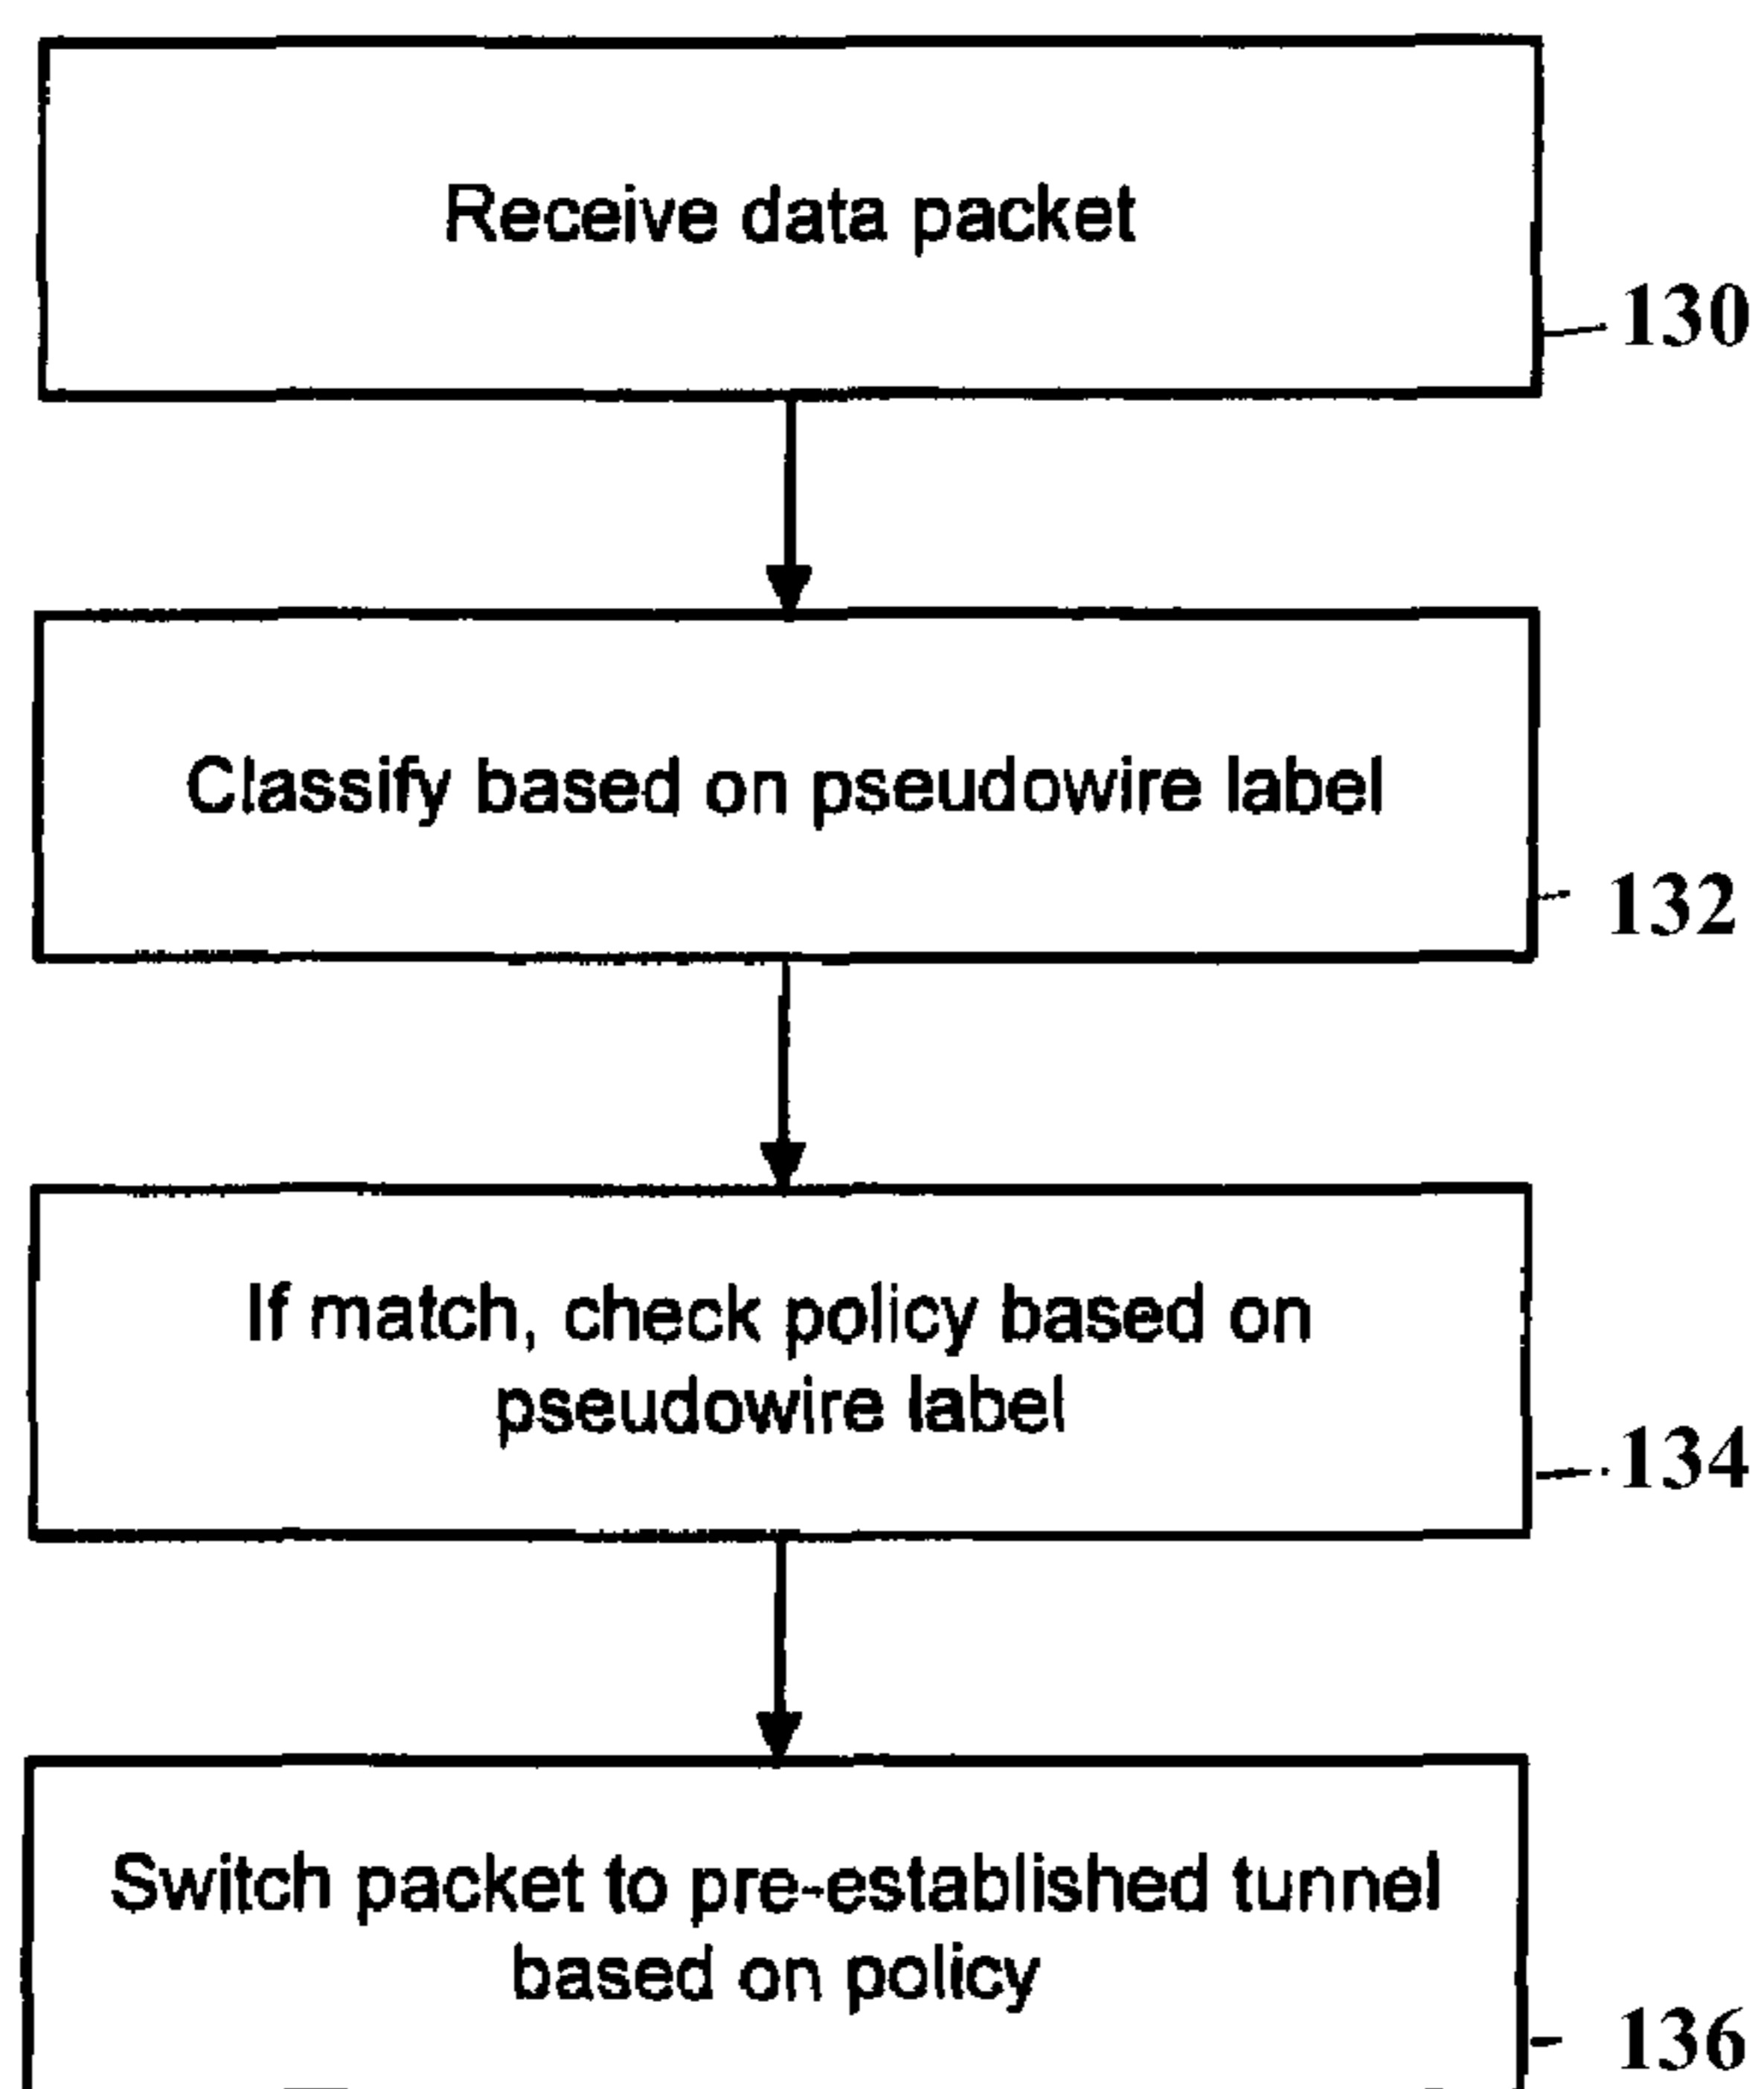 Receive data packet
130
Classify based on pseudowire label
132
If match, check policy based on
pseudowire label
134
Switch packet to pre-established tunnel
based on policy
136